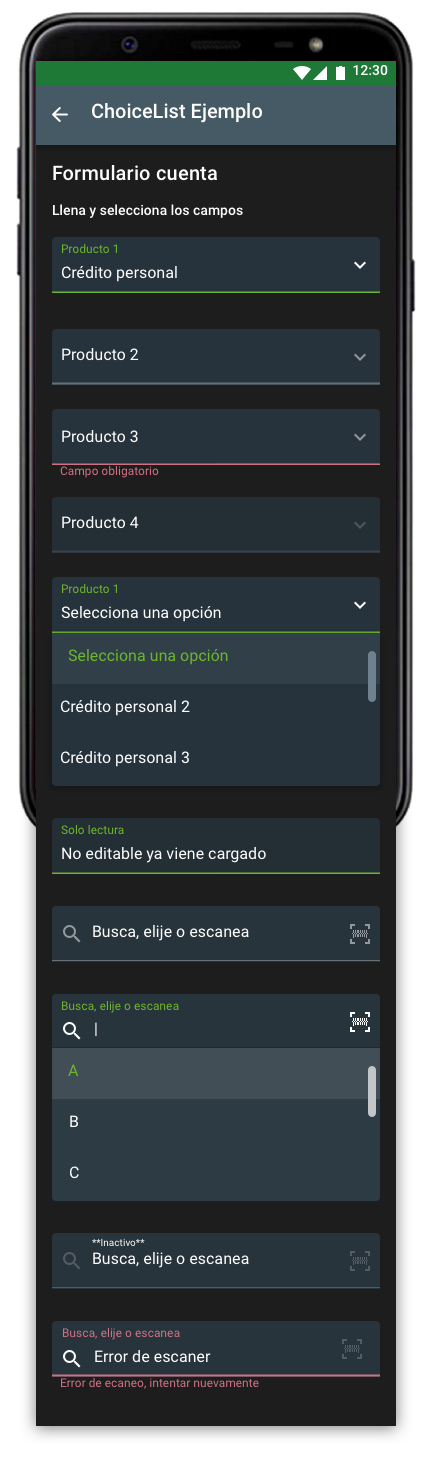 12:30
ChoiceList Ejemplo
Formulario cuenta
Llena y selecciona los campos
Producto 1
Crédito personal
Producto 2
Producto 3
Campo obligatorio
Producto 4
Producto 1
Selecciona una opción
Selecciona una opción
Crédito personal 2
Crédito personal 3
Solo lectura
No editable ya viene cargado
Busca, elije o escanea
Busca, elije o escanea
A
B
C
**Inactivo**
Busca, elije o escanea
Busca, elije o escanea
Error de escaner
Error de ecaneo, intentar nuevamente